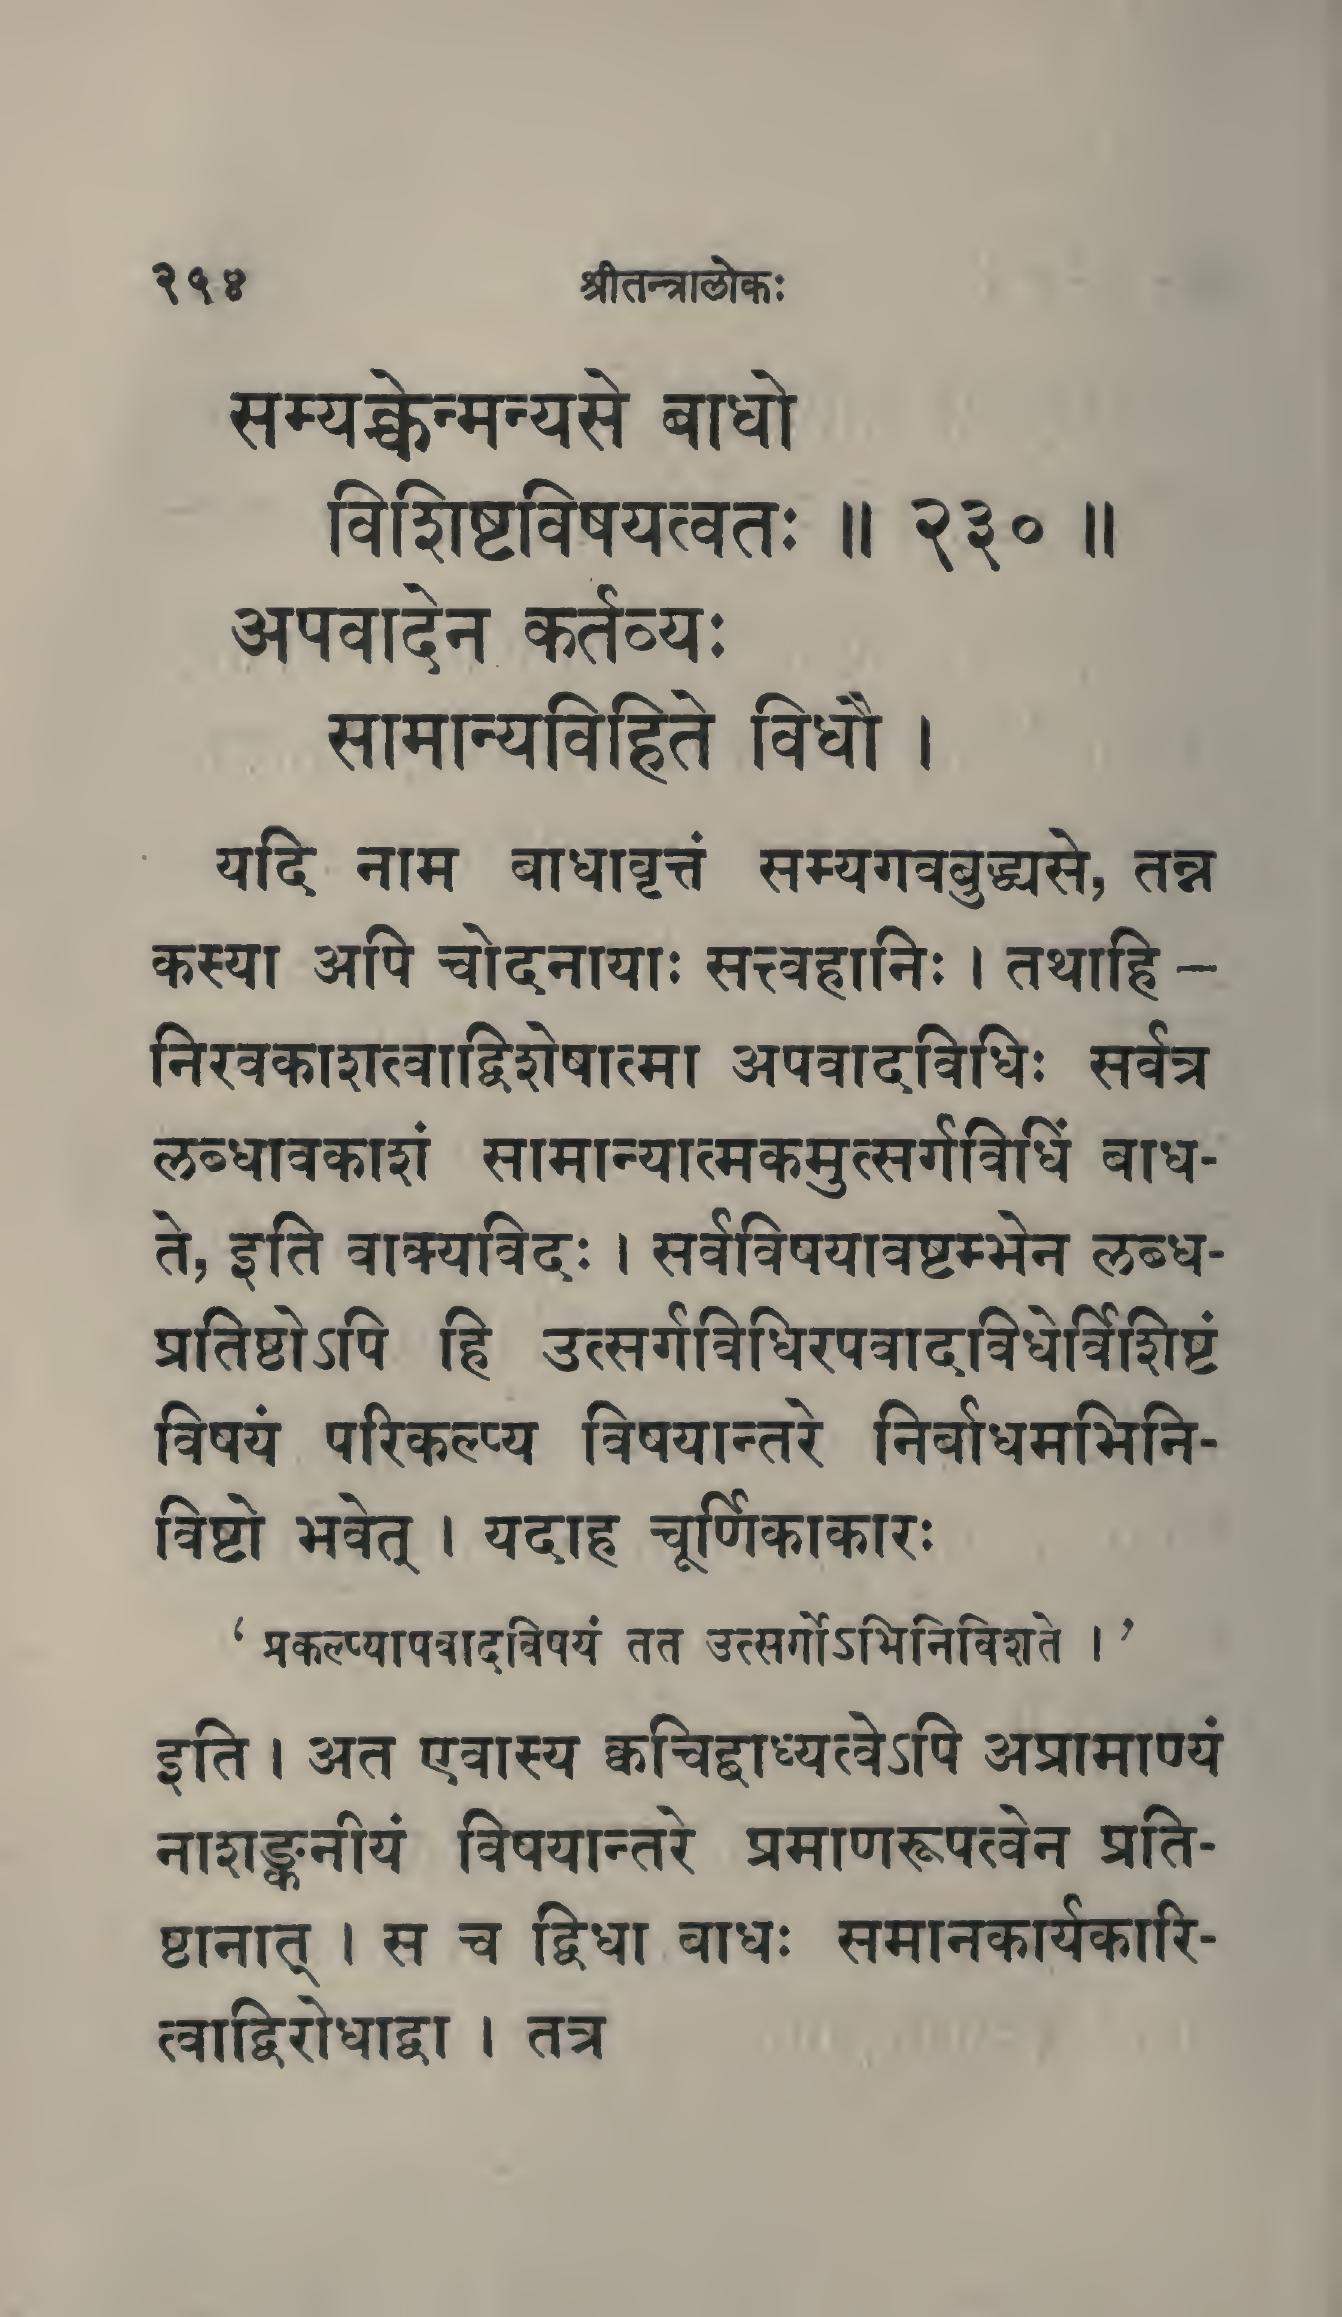 २५४ श्रीतन्त्रालोकः
सम्यक्चेन्मन्यसे बाधो
विशिष्टविषयत्वतः ॥ २३० ॥
अपवादेन कर्तव्यः
सामान्यविहिते विधौ ।
यदि नाम बाधावृत्तं सम्यगवबुद्ध्यसे, तन्न
कस्या अपि चोदनायाः सत्त्वहानिः । तथाहि –
निरवकाशत्वाद्विशेषात्मा अपवादविधिः सर्वत्र
लब्धावकाशं सामान्यात्मकमुत्सर्गविधिं बाध-
ते, इति वाक्यविदः । सर्वविषयावष्टम्भेन लब्ध-
प्रतिष्ठोऽपि हि उत्सर्गविधिरपवादविधेर्विशिष्टं
विषयं परिकल्प्य विषयान्तरे निर्बाधमभिनि-
विष्टो भवेत् । यदाह चूर्णिकाकारः
‘ प्रकल्प्यापवादविषयं तत उत्सर्गोऽभिनिविशते । ’
इति । अत एवास्य क्वचिद्बाध्यत्वेऽपि अप्रामाण्यं
नाशङ्कनीयं विषयान्तरे प्रमाणरूपत्वेन प्रति-
ष्ठानात् । स च द्विधा बाधः समानकार्यकारि-
त्वाद्विरोधाद्वा । तत्र